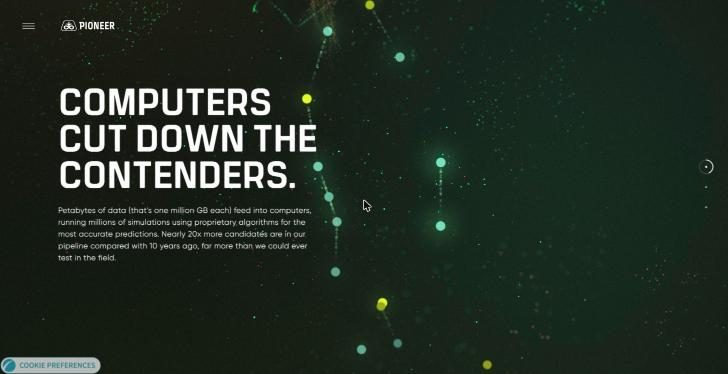 PIONEER
COMPUTERS
CUT DOWN THE
CONTENDERS.
Petabytes of data (that's one million GB each) feed into computers,
running millions of simulations using proprietary algorithms for the
most accurate predictions. Nearly 20x more candidates are in our
pipeline compared with 10 years ago, far more than we could ever
test in the field.
COOKIE PREFERENCES